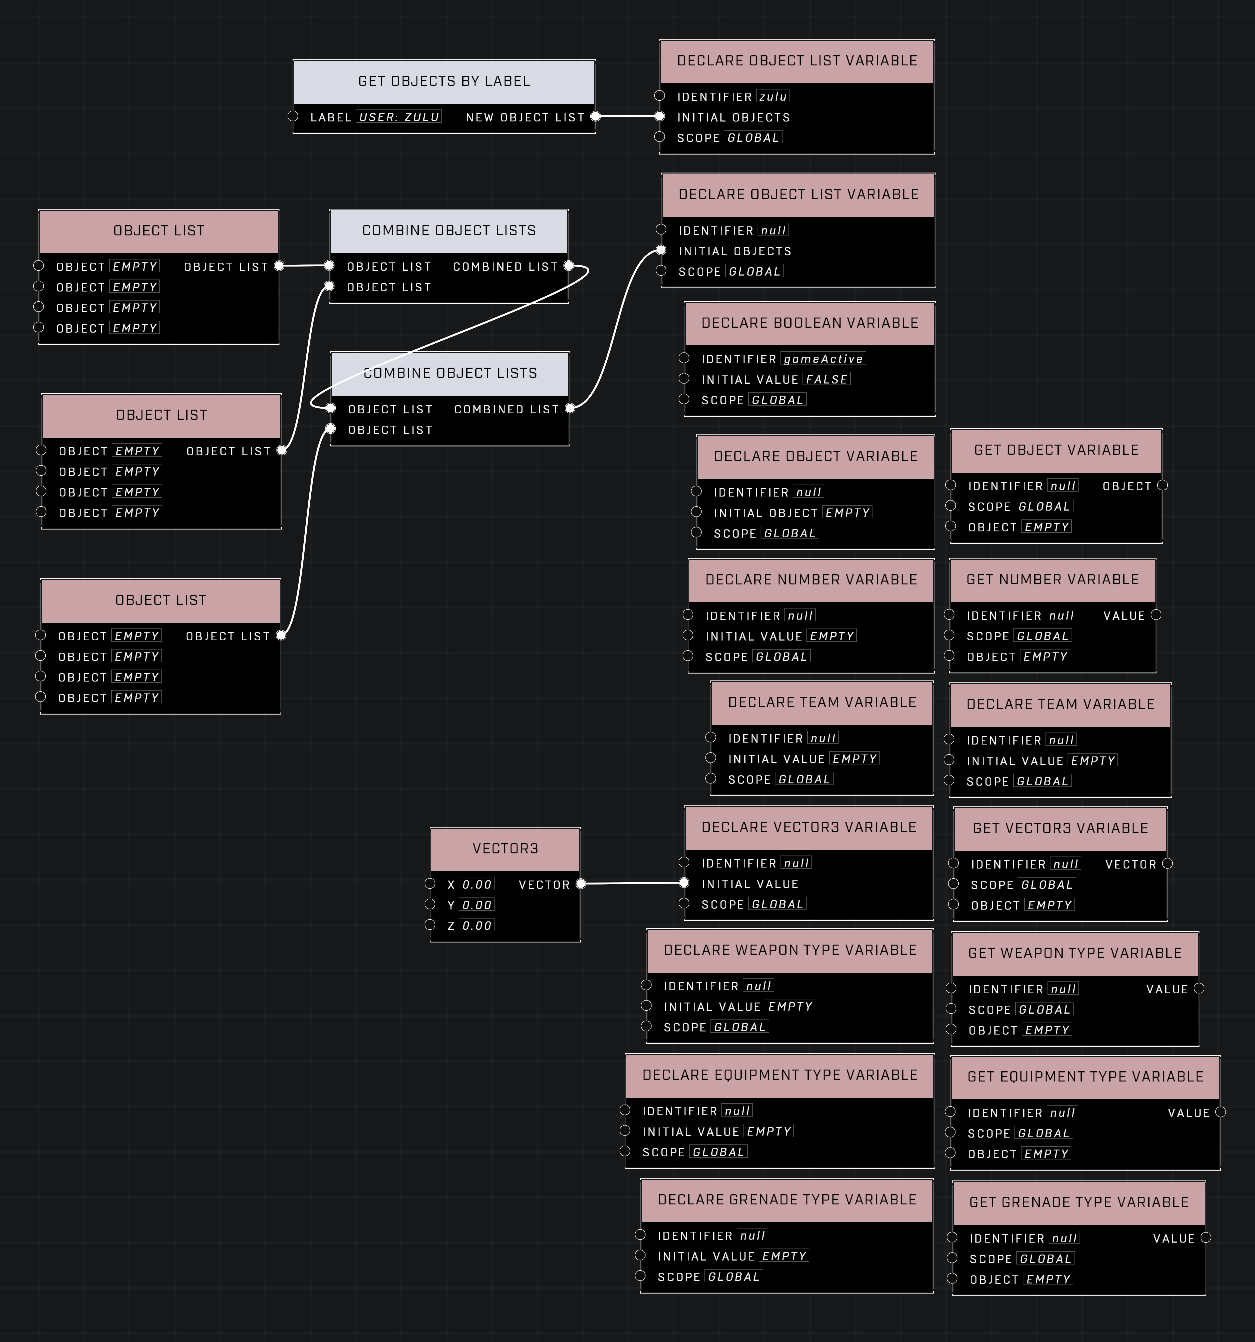 GET OBJECTS BY LABEL
LABEL USER: ZULU NEW OBJECT LIST
DECLARE OBJECT LIST VARIABLE
IDENTIFIER zulu
INITIAL OBJECTS
SCOPE GLOBAL
DECLARE OBJECT LIST VARIABLE
IDENTIFIER null
INITIAL OBJECTS
SCOPE GLOBAL
OBJECT LIST
OBJECT EMPTY OBJECT LIST
OBJECT EMPTY
OBJECT EMPTY
OBJECT EMPTY
COMBINE OBJECT LISTS
OBJECT LIST COMBINED LIST
OBJECT LIST
DECLARE BOOLEAN VARIABLE
IDENTIFIER gameActive
INITIAL VALUE FALSE
SCOPE GLOBAL
COMBINE OBJECT LISTS
OBJECT LIST COMBINED LIST
OBJECT LIST
OBJECT LIST
OBJECT EMPTY OBJECT LIST
OBJECT EMPTY
OBJECT EMPTY
OBJECT EMPTY
DECLARE OBJECT VARIABLE
IDENTIFIER null
INITIAL OBJECT EMPTY
SCOPE GLOBAL
GET OBJECT VARIABLE
IDENTIFIER null OBJECT
SCOPE GLOBAL
OBJECT EMPTY
OBJECT LIST
OBJECT EMPTY OBJECT LIST
OBJECT EMPTY
OBJECT EMPTY
OBJECT EMPTY
DECLARE NUMBER VARIABLE
IDENTIFIER null
INITIAL VALUE EMPTY
SCOPE GLOBAL
GET NUMBER VARIABLE
IDENTIFIER null VALUE
SCOPE GLOBAL
OBJECT EMPTY
DECLARE TEAM VARIABLE
IDENTIFIER null
INITIAL VALUE EMPTY
SCOPE GLOBAL
DECLARE TEAM VARIABLE
IDENTIFIER null
INITIAL VALUE EMPTY
SCOPE GLOBAL
VECTOR3
X 0.00 VECTOR
Y 0.00
Z 0.00
DECLARE VECTOR3 VARIABLE
IDENTIFIER null
INITIAL VALUE
SCOPE GLOBAL
GET VECTOR3 VARIABLE
IDENTIFIER null VECTOR
SCOPE GLOBAL
OBJECT EMPTY
DECLARE WEAPON TYPE VARIABLE
IDENTIFIER null
INITIAL VALUE EMPTY
SCOPE GLOBAL
GET WEAPON TYPE VARIABLE
IDENTIFIER null VALUE
SCOPE GLOBAL
OBJECT EMPTY
DECLARE EQUIPMENT TYPE VARIABLE
IDENTIFIER null
INITIAL VALUE EMPTY
SCOPE GLOBAL
GET EQUIPMENT TYPE VARIABLE
IDENTIFIER null VALUE
SCOPE GLOBAL
OBJECT EMPTY
DECLARE GRENADE TYPE VARIABLE
IDENTIFIER null
INITIAL VALUE EMPTY
SCOPE GLOBAL
GET GRENADE TYPE VARIABLE
IDENTIFIER null VALUE
SCOPE GLOBAL
OBJECT EMPTY